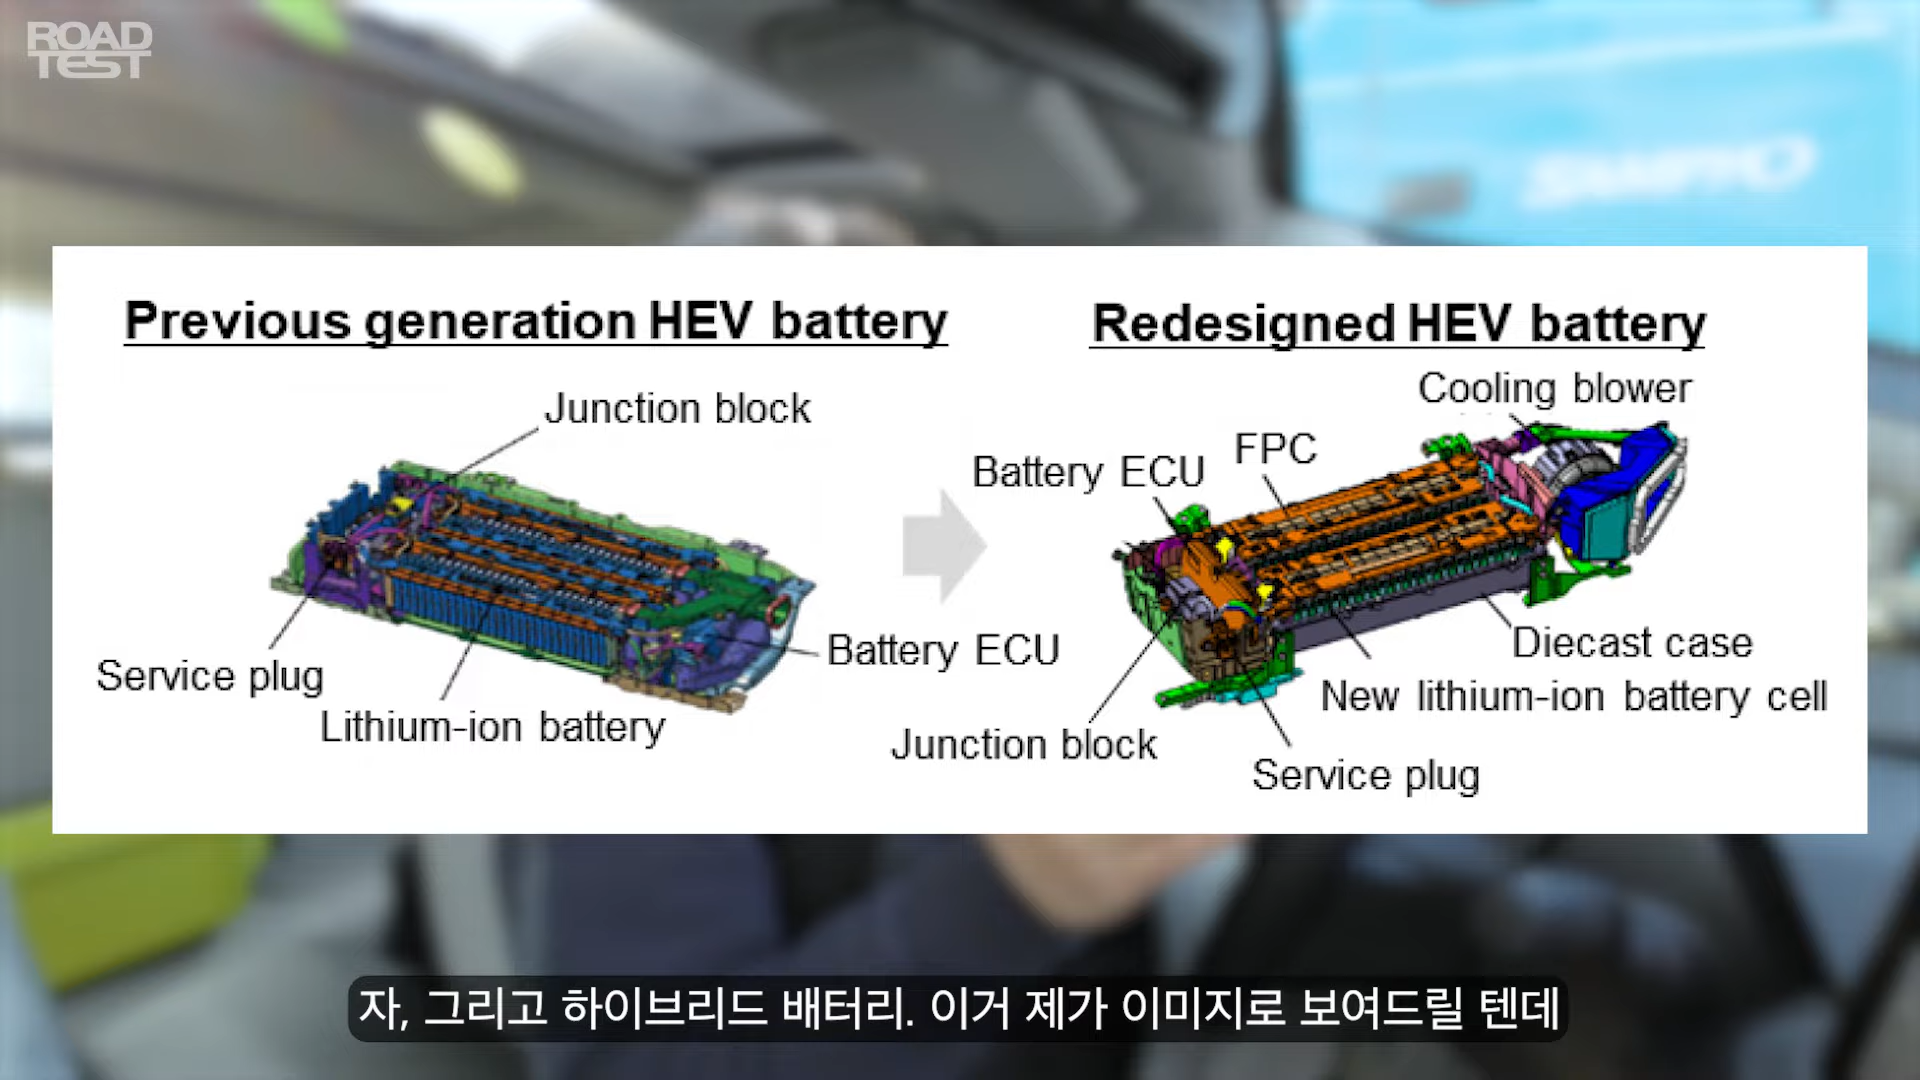 ROAD
TEST
Previous generation HEV battery
Junction block
Service plug
Lithium-ion battery
Battery ECU
Redesigned HEV battery
Cooling blower
FPC
Battery ECU
Diecast case
New lithium-ion battery cell
Junction block
Service plug
자, 그리고 하이브리드 배터리. 이거 제가 이미지로 보여드릴 텐데